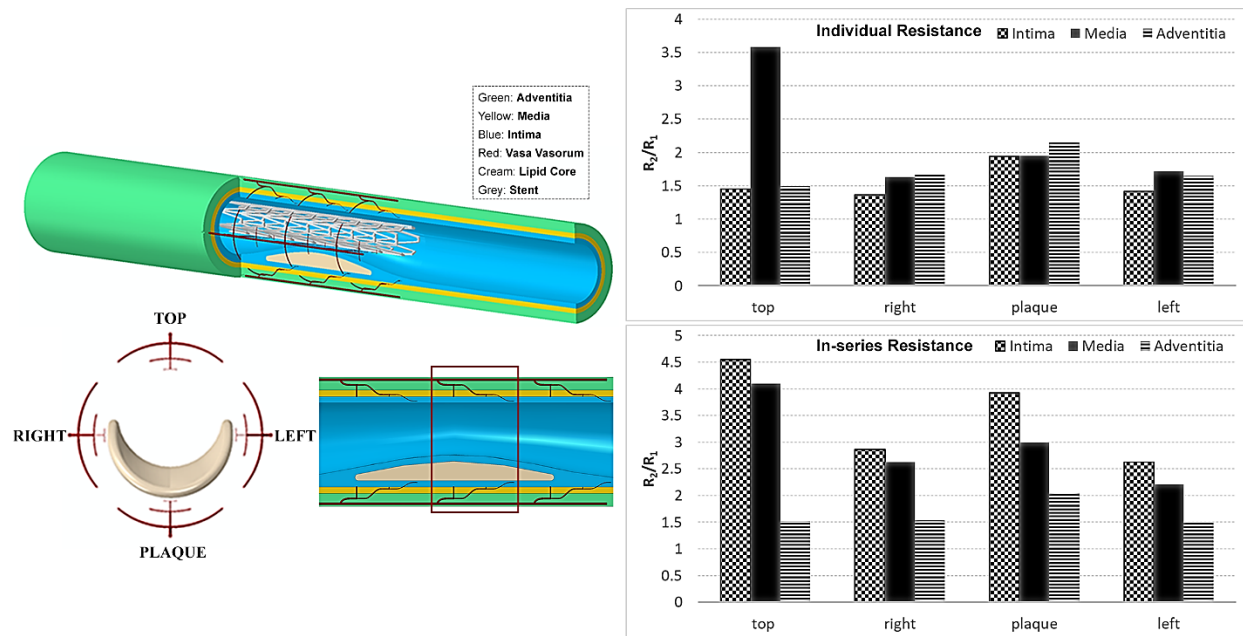 Green: Adventitia
Yellow: Media
Blue: Intima
Red: Vasa Vasorum
Cream: Lipid Core
Grey: Stent
TOP
RIGHT
LEFT
PLAQUE
Individual Resistance
Intima Media Adventitia
R2/R1
4
3.5
3
2.5
2
1.5
1
0.5
0
top right plaque left
In-series Resistance
Intima Media Adventitia
R2/R1
5
4.5
4
3.5
3
2.5
2
1.5
1
0.5
0
top right plaque left